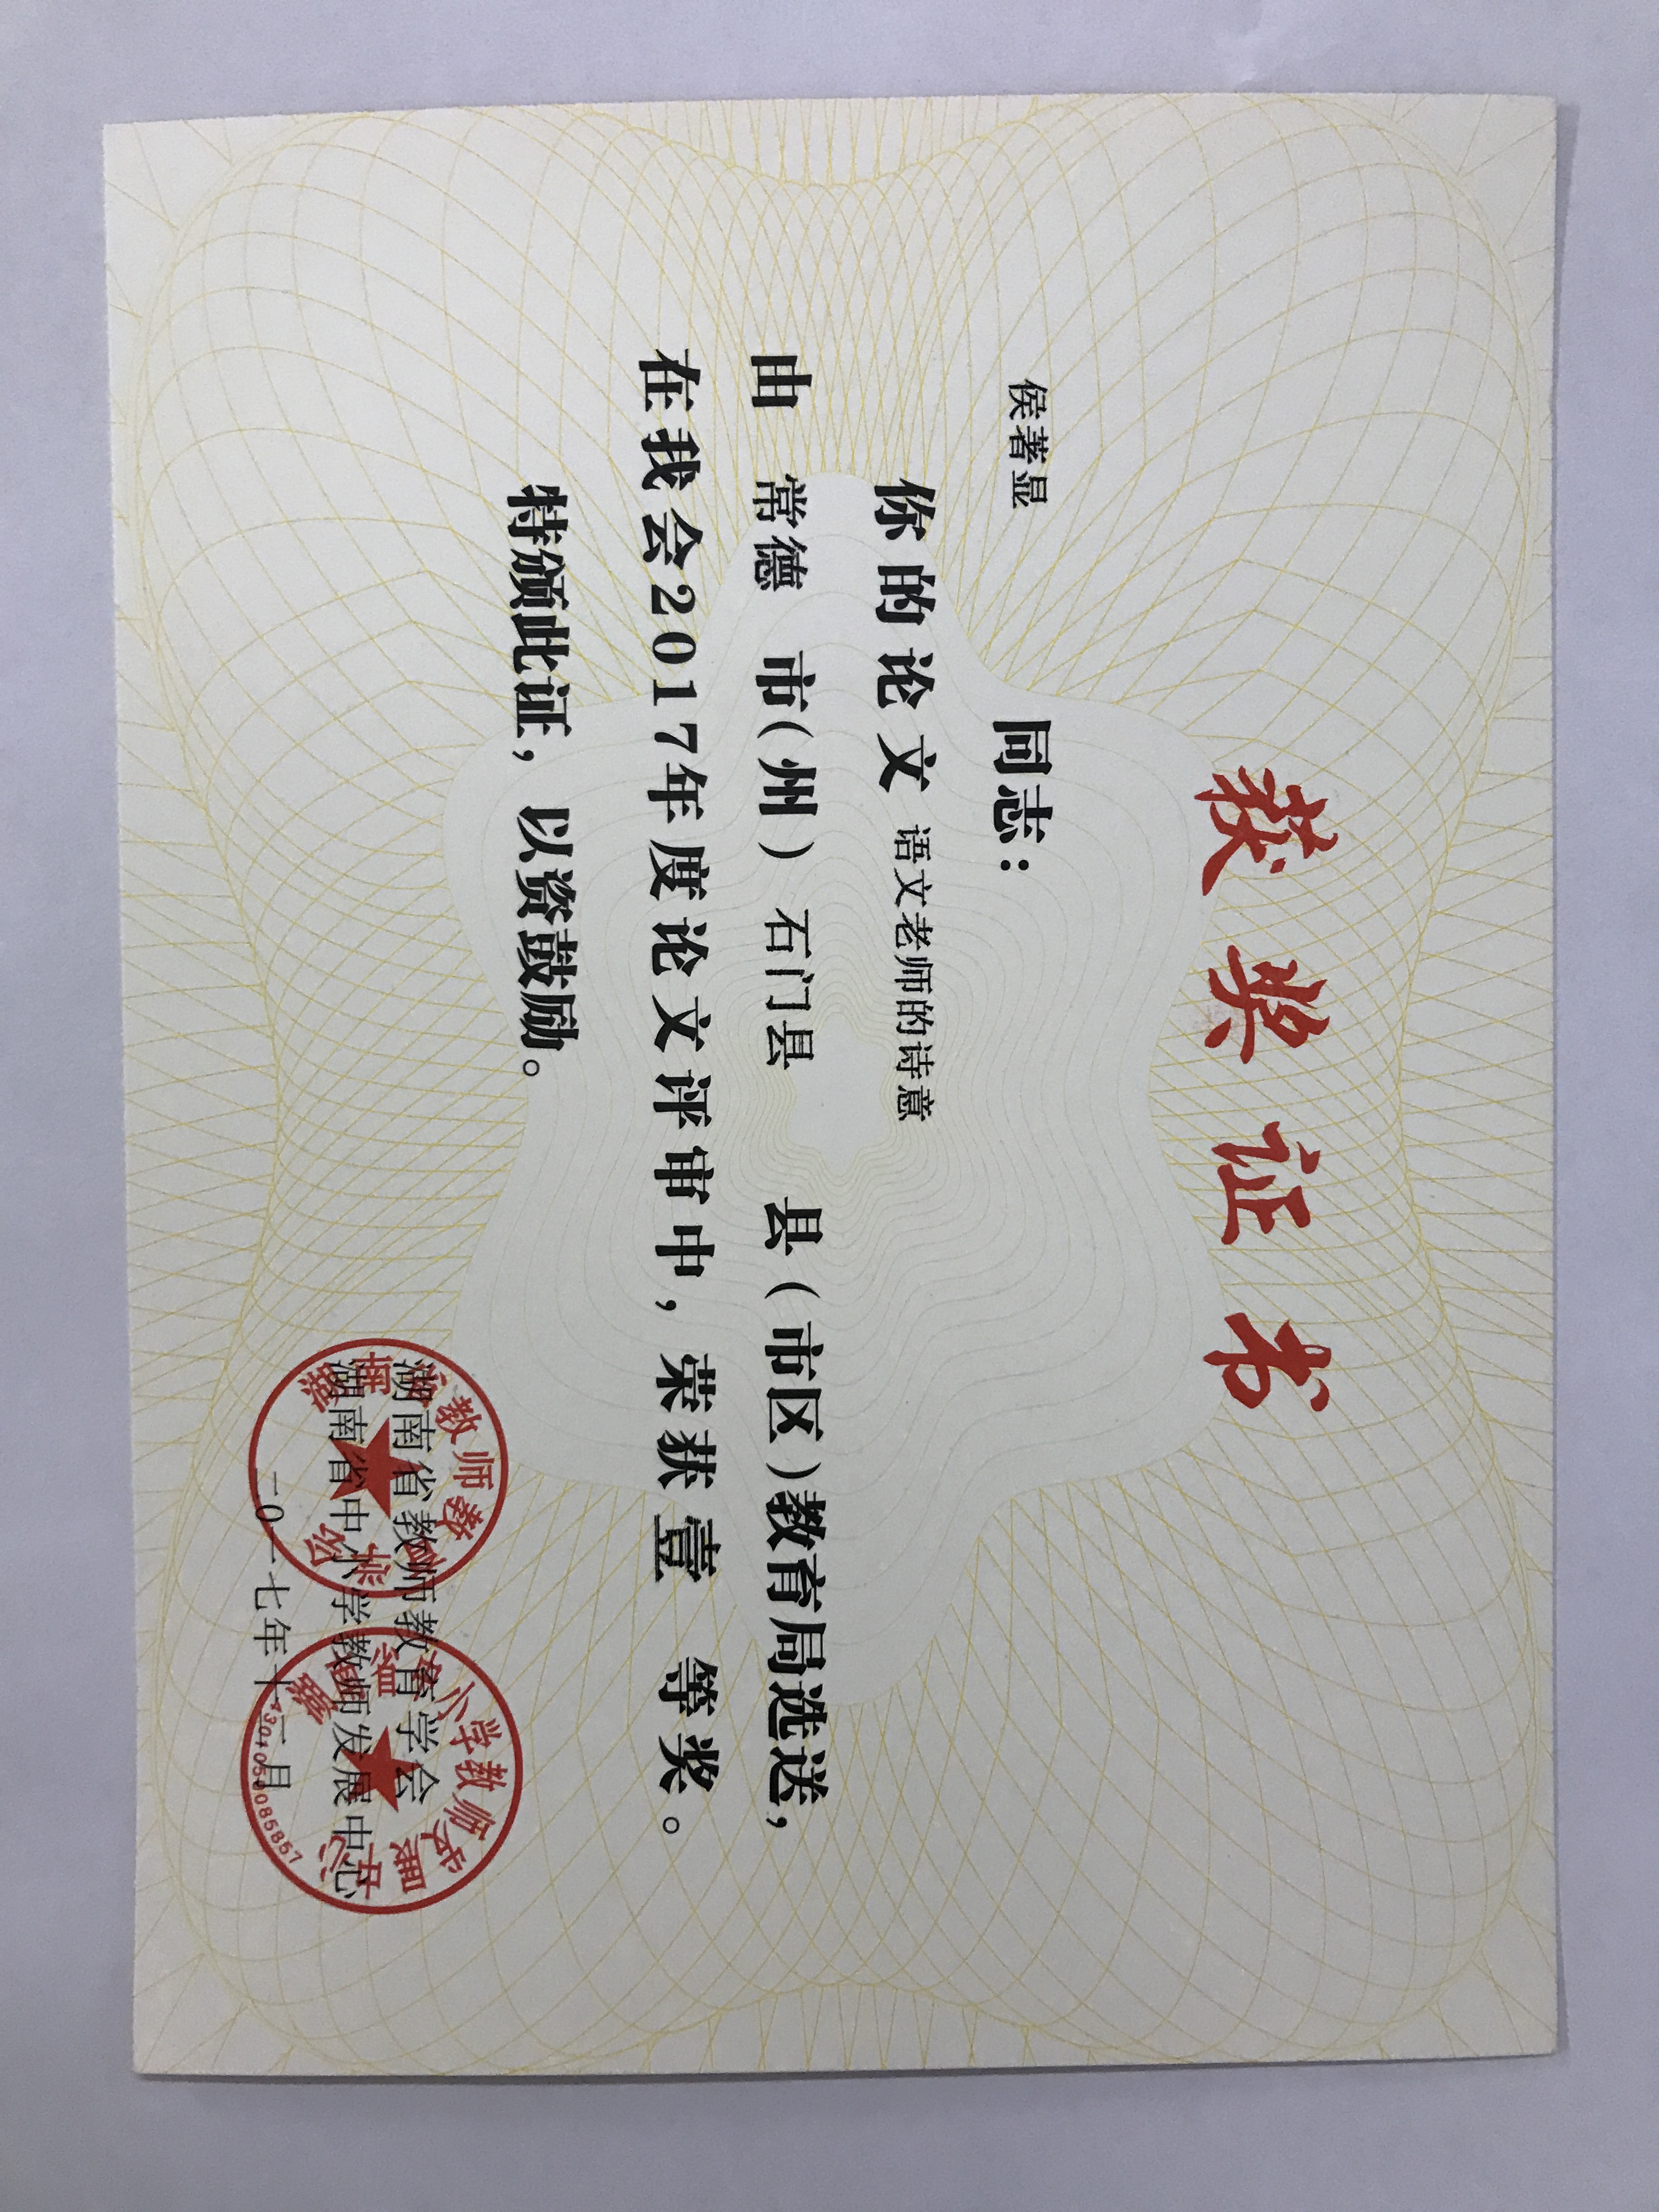 获奖证书
侯著显 同志：
你的论文 语文老师的诗意
由 常德 市(州) 石门县 县(市区)教育局选送，
在我会2017年度论文评审中，荣获壹 等奖。
特颁此证，以资鼓励。
湖南省教师教育学会
湖南省中小学教师发展中心
二0一七年十二月
4301050085857